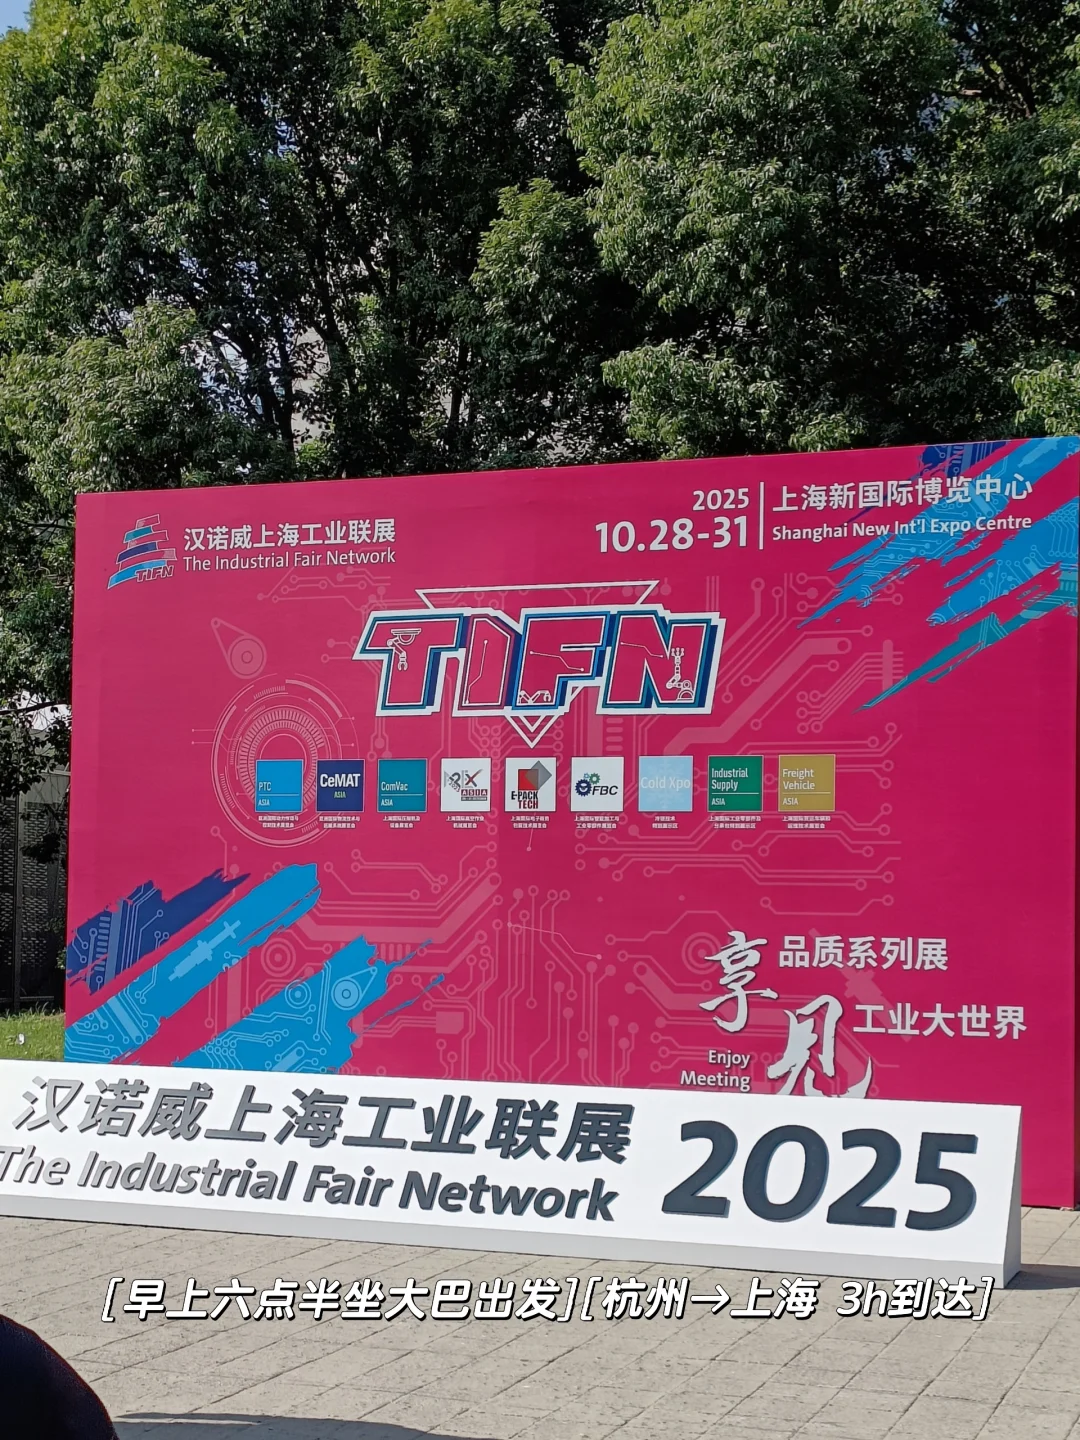 汉诺威上海工业联展
The Industrial Fair Network
TIFN
2025
10.28-31
上海新国际博览中心
Shanghai New Int'l Expo Centre
TIFN
PTC
ASIA
CeMAT
ASIA
ComVac
ASIA
ASIA
E-PACK
TECH
FBC
Cold Xpo
Industrial
Supply
ASIA
Freight
Vehicle
ASIA
享 品质系列展
见 工业大世界
Enjoy
Meeting
汉诺威上海工业联展
The Industrial Fair Network
2025
[早上六点半坐大巴出发][杭州→上海 3h到达]